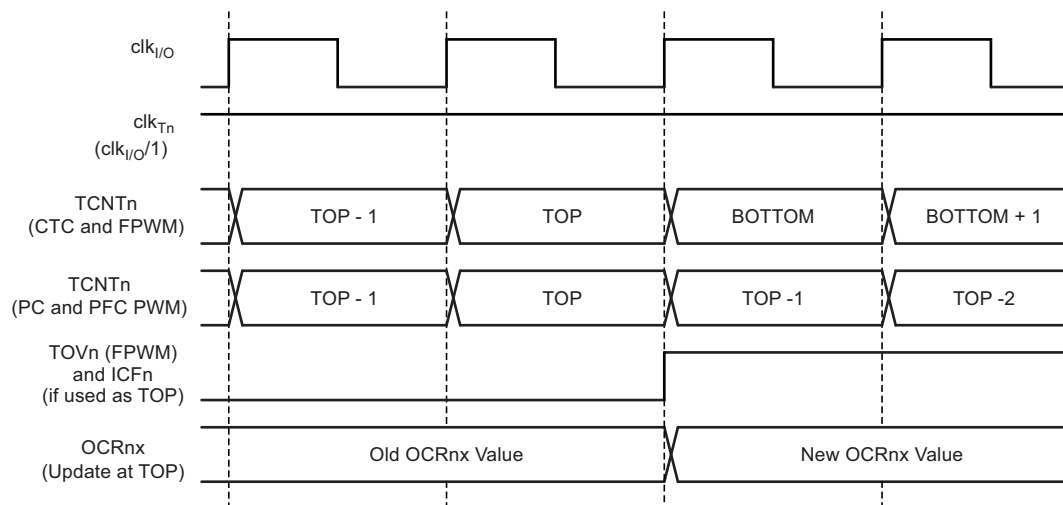 clkI/O
clkTn
(clkI/O/1)
TCNTn
(CTC and FPWM)
TOP - 1
TOP
BOTTOM
BOTTOM + 1
TCNTn
(PC and PFC PWM)
TOP - 1
TOP
TOP -1
TOP -2
TOVn (FPWM)
and ICFn
(if used as TOP)
OCRnx
(Update at TOP)
Old OCRnx Value
New OCRnx Value